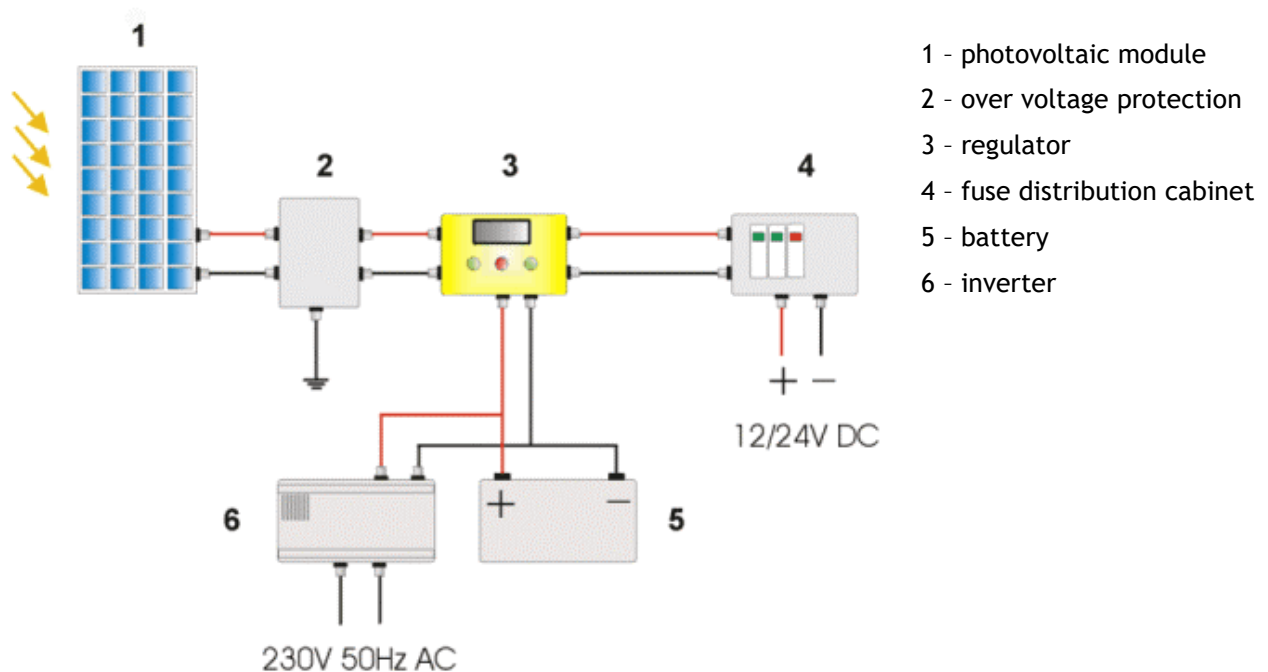 1
2
3
4
+ −
12/24V DC
6
+ −
5
230V 50Hz AC
1 – photovoltaic module
2 – over voltage protection
3 – regulator
4 – fuse distribution cabinet
5 – battery
6 – inverter